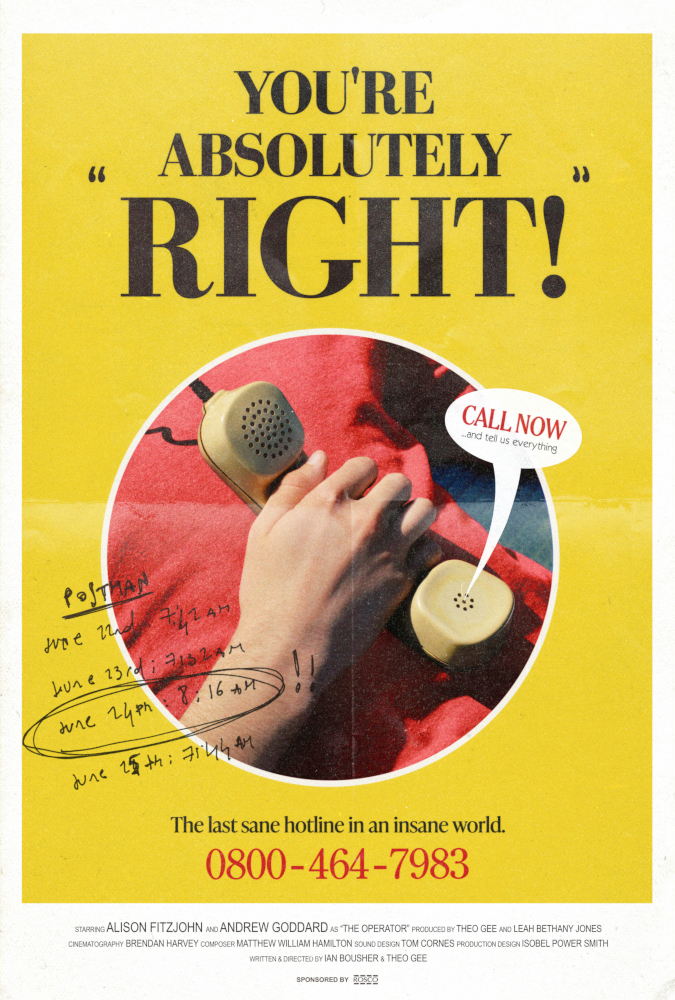 YOU'RE
ABSOLUTELY
“ RIGHT! ”
CALL NOW
...and tell us everything
POSTMAN
June 22nd: 7:42 AM
June 23rd: 7:32 AM
June 24th: 8:16 AM !!
June 25th: 7:44 AM
The last sane hotline in an insane world.
0800-464-7983
STARRING ALISON FITZJOHN AND ANDREW GODDARD AS "THE OPERATOR" PRODUCED BY THEO GEE AND LEAH BETHANY JONES
CINEMATOGRAPHY BRENDAN HARVEY COMPOSER MATTHEW WILLIAM HAMILTON SOUND DESIGN TOM CORNES PRODUCTION DESIGN ISOBEL POWER SMITH
WRITTEN & DIRECTED BY IAN BOUSHER & THEO GEE
SPONSORED BY ROSCO